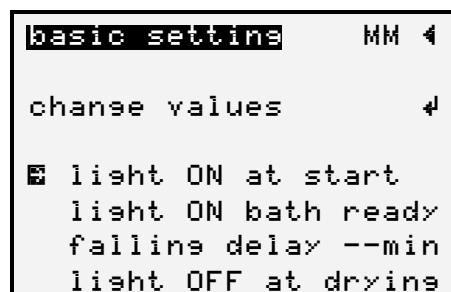 basic setting MM
change values
light ON at start
light ON bath ready
falling delay --min
light OFF at drying